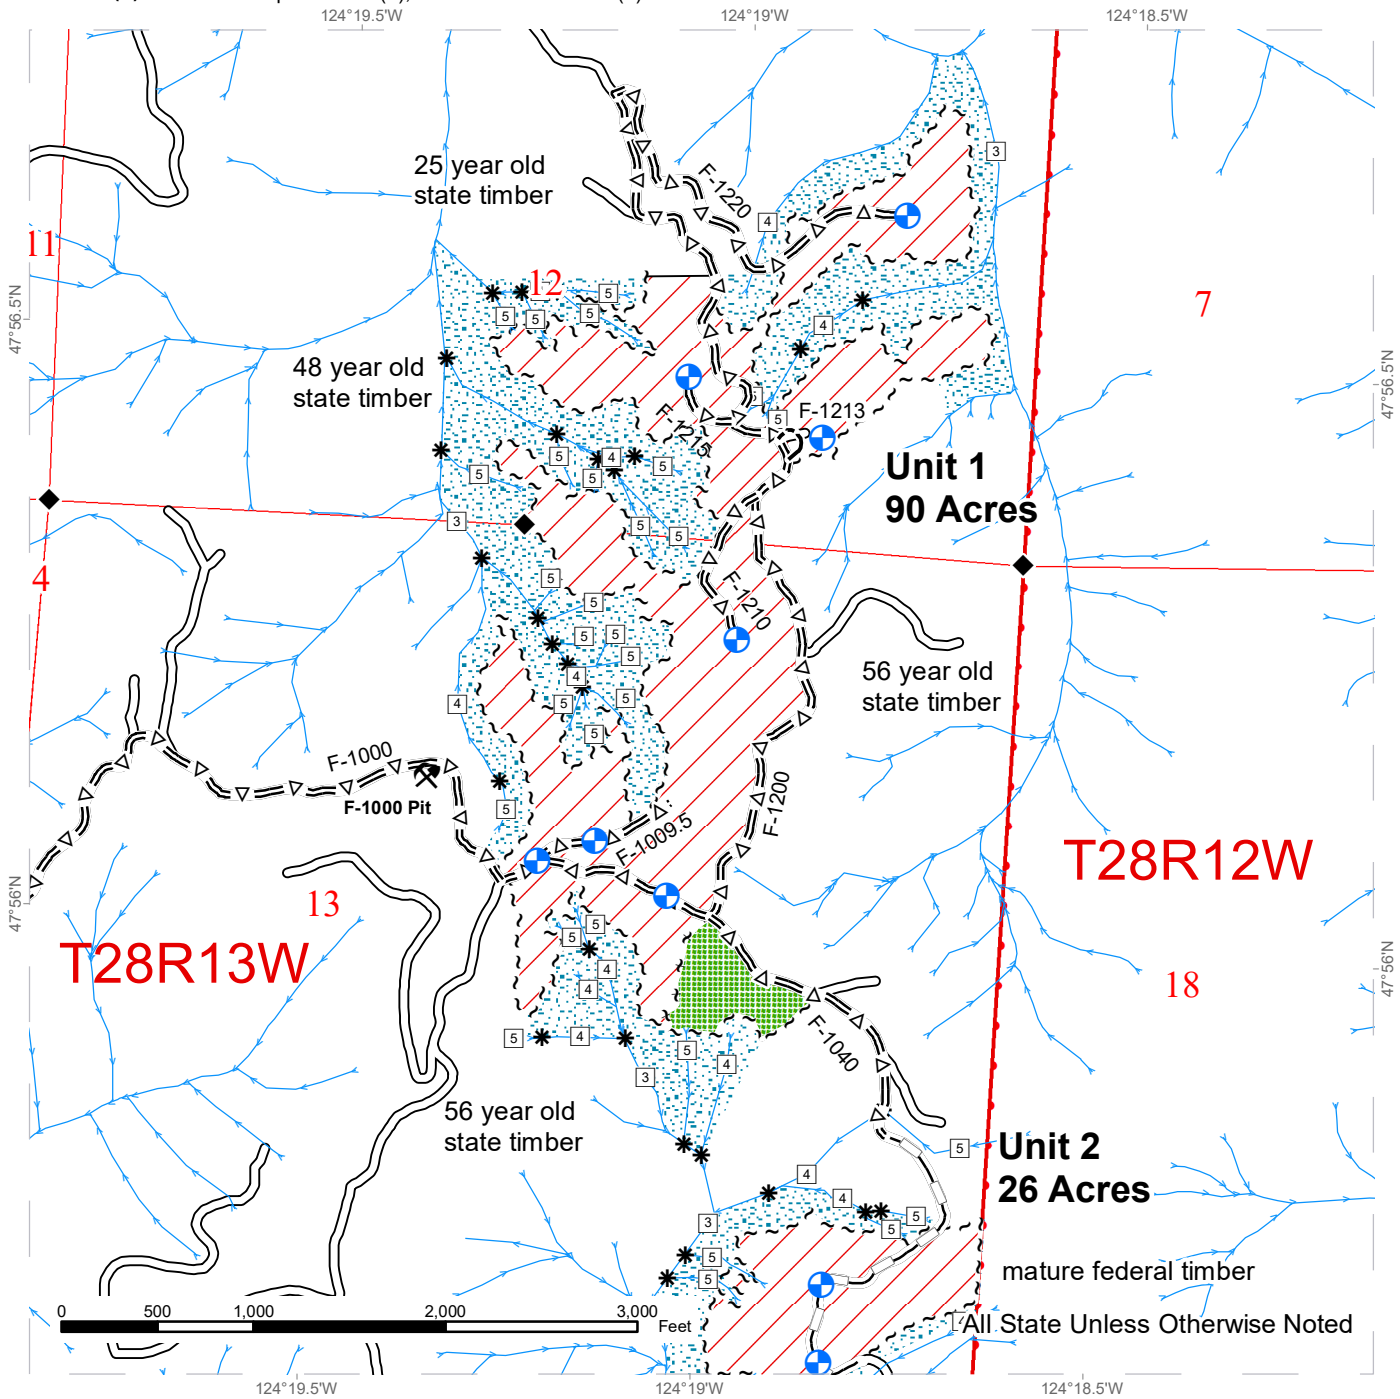 124°19.5'W
124°19'W
124°18.5'W
3
25 year old
state timber
F-1220
4
11
12
5
7
5
5
5
4
47°56.5'N
47°56.5'N
48 year old
state timber
F-1213
5
F-1215
5
4
5
5
5
Unit 1
90 Acres
3
5
5
4
5
5
F-1210
5
5
5
56 year old
state timber
4
5
4
5
5
F-1000
F-1000 Pit
5
F-1200
F-1009.5
T28R12W
47°56'N
13
5
5
T28R13W
4
4
18
47°56'N
5
4
5
4
F-1040
3
56 year old
state timber
5
Unit 2
26 Acres
4
4
5
3
5
5
5
mature federal timber
All State Unless Otherwise Noted
0
500
1,000
2,000
3,000
Feet
124°19.5'W
124°19'W
124°18.5'W